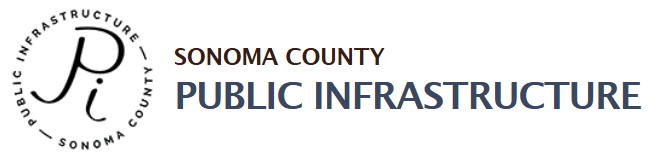 PUBLIC INFRASTRUCTURE — SONOMA COUNTY —
Pi
SONOMA COUNTY
PUBLIC INFRASTRUCTURE